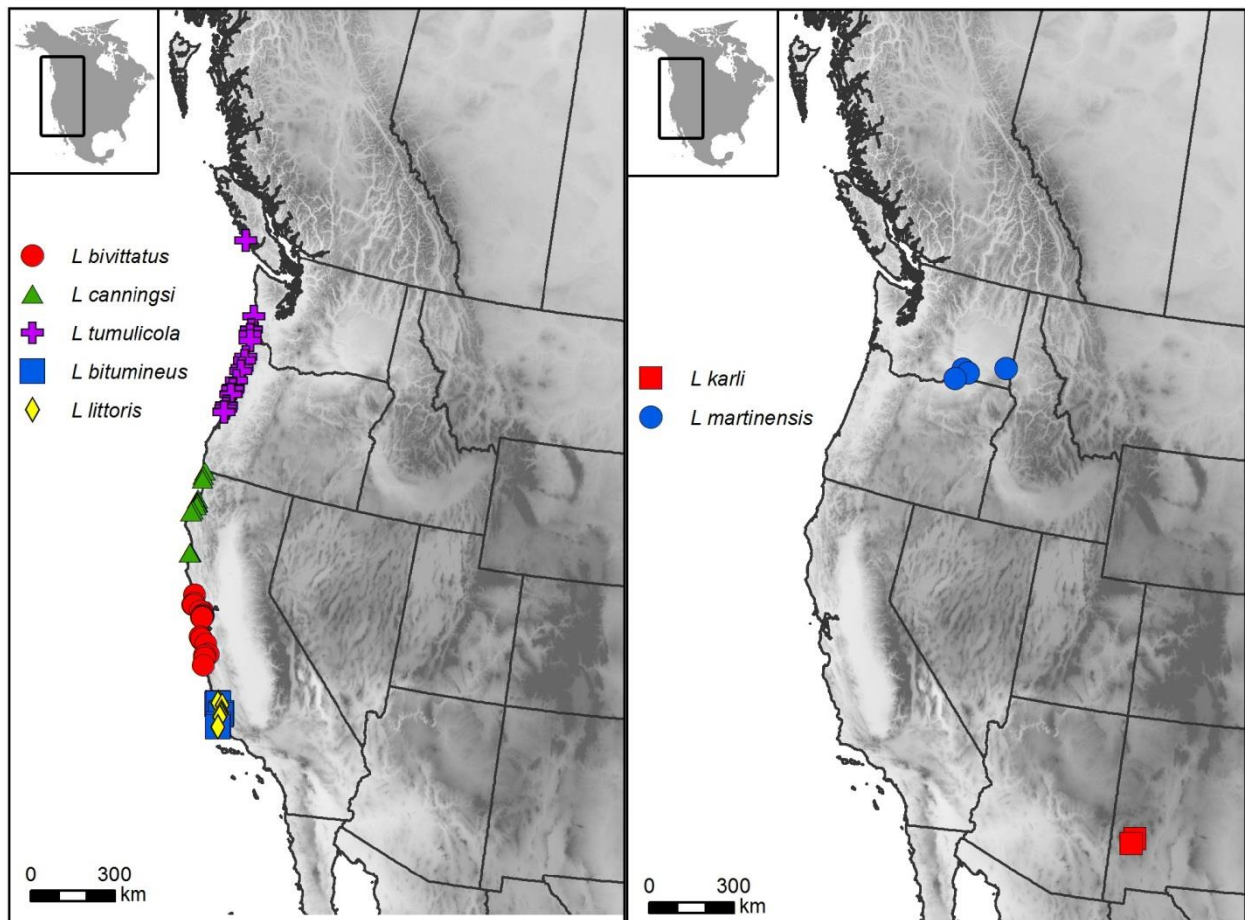 L bivittatus
L canningsi
L tumulicola
L bitumineus
L littoris
0 300
km
L karli
L martinensis
0 300
km